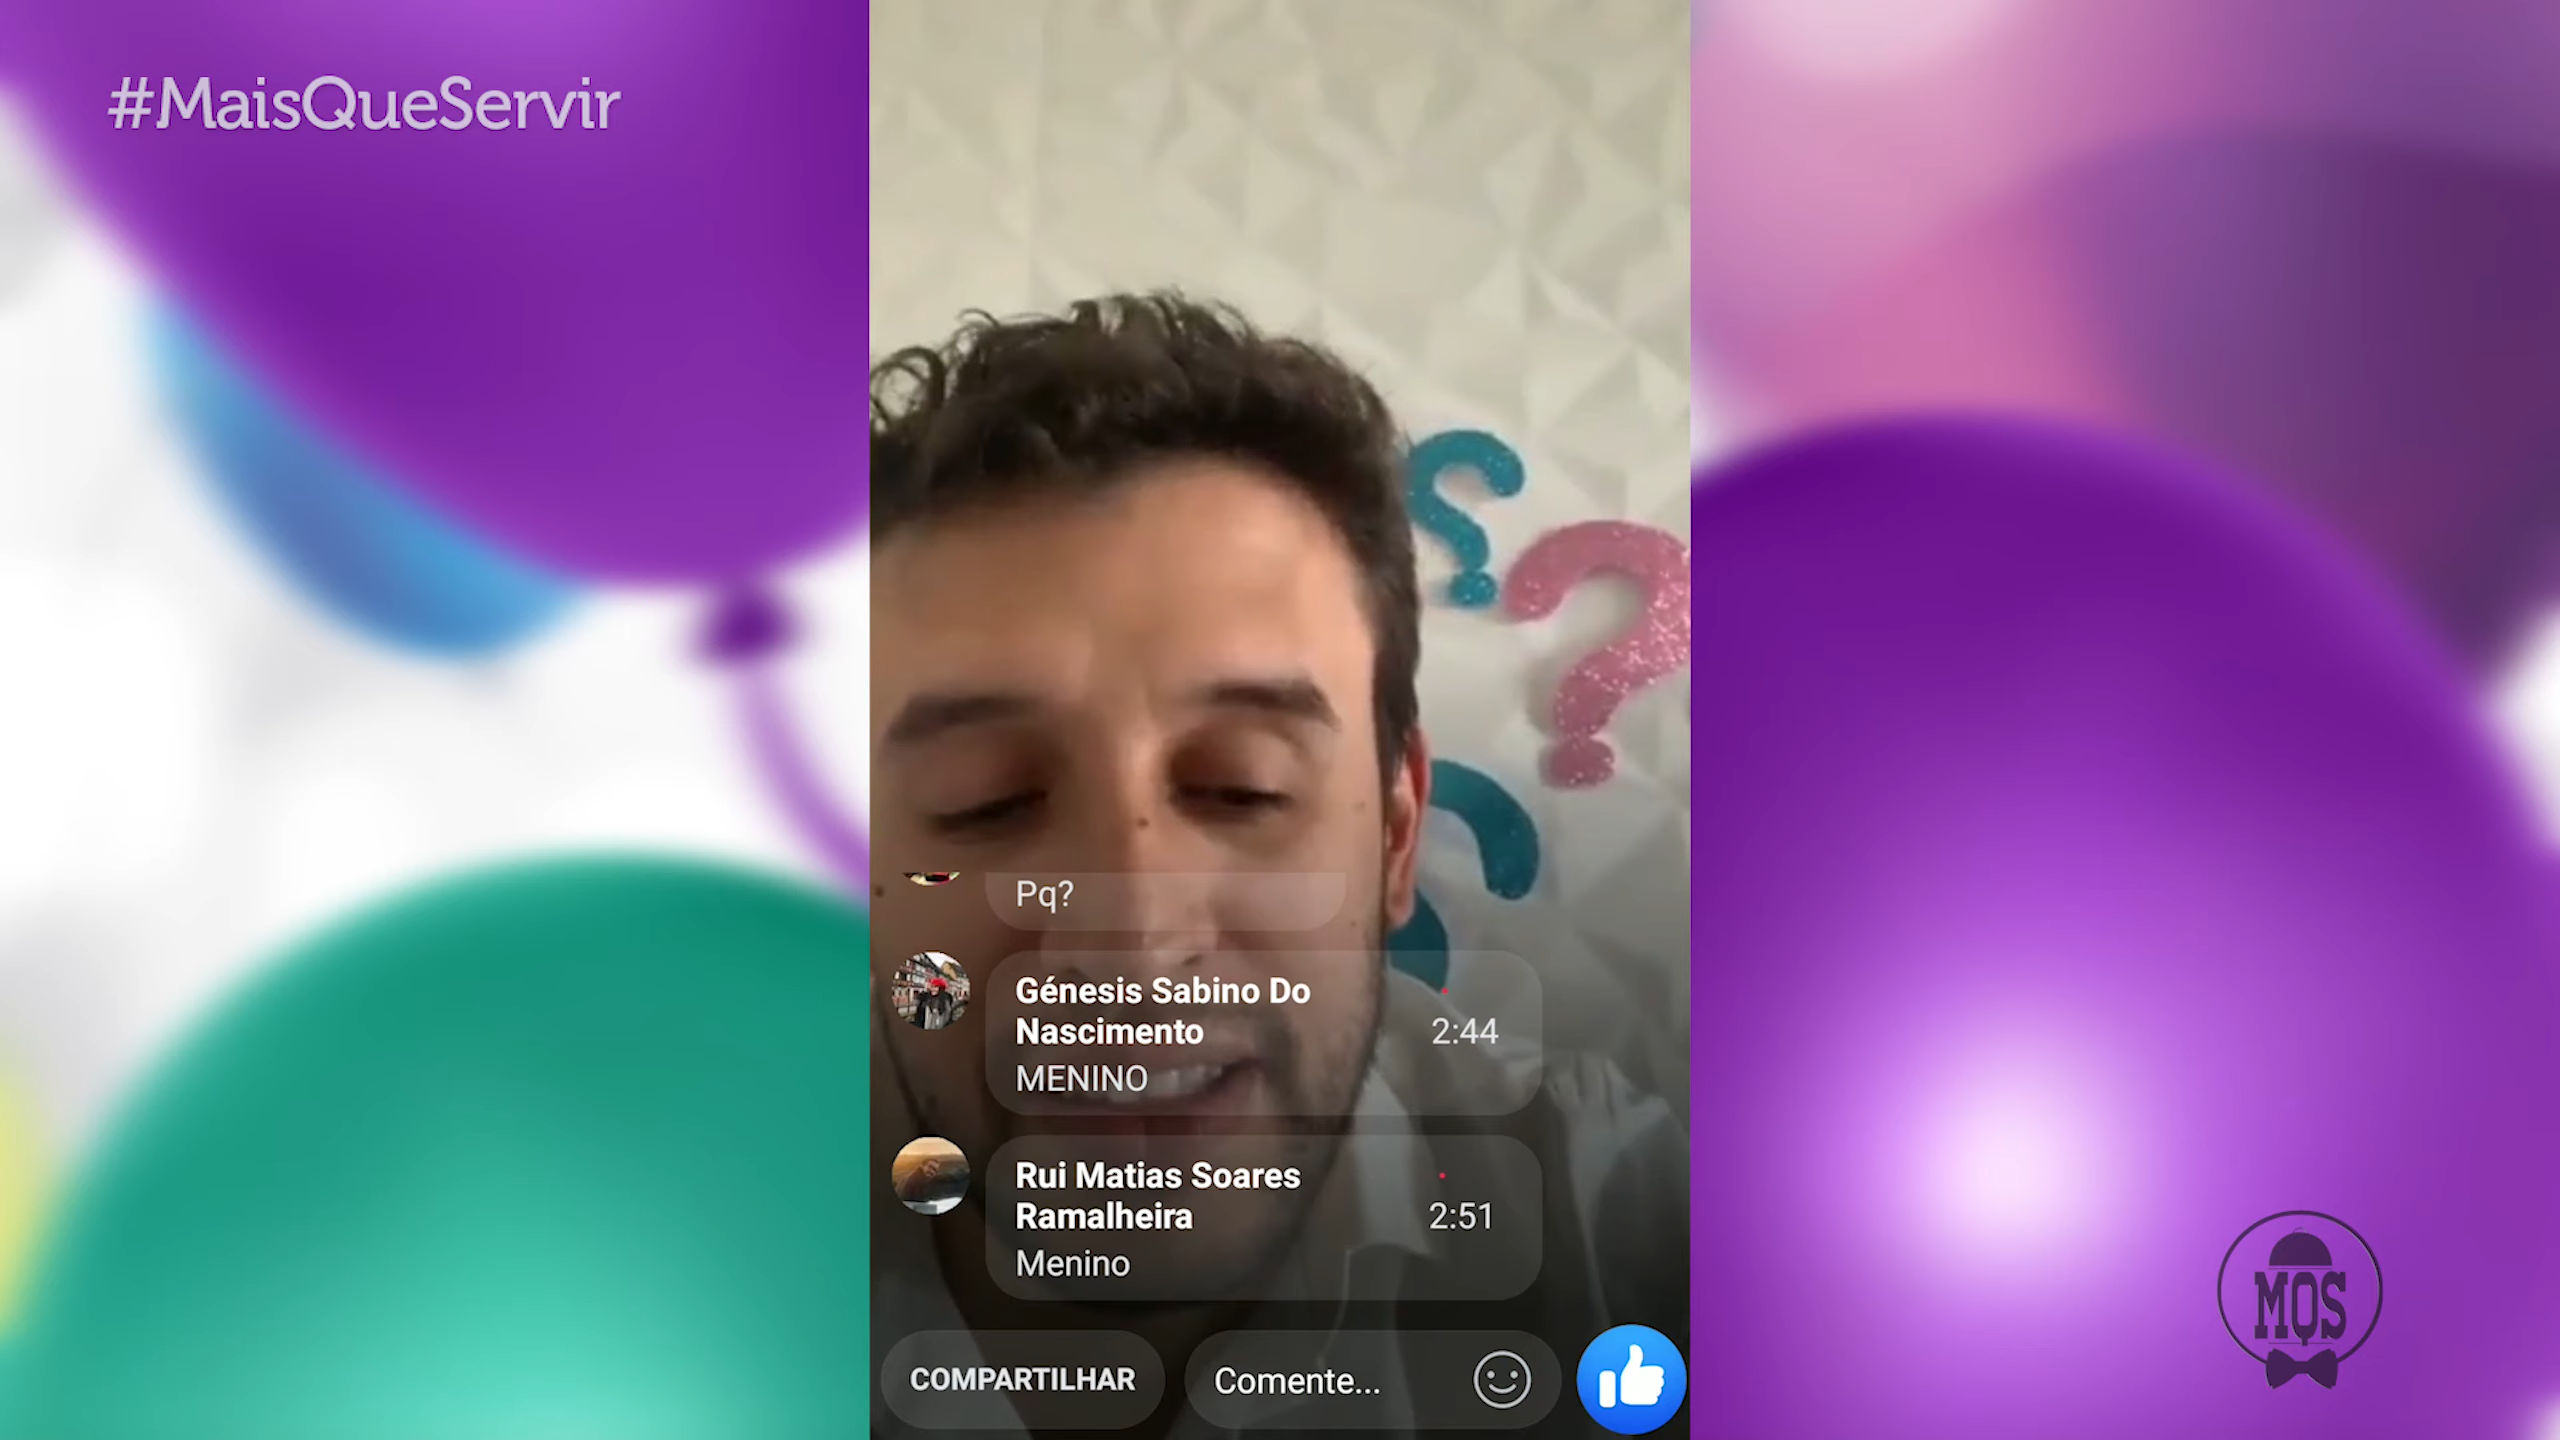 #MaisQueServir
? ?
Pq?
Génesis Sabino Do
Nascimento 2:44
MENINO
Rui Matias Soares
Ramalheira 2:51
Menino
COMPARTILHAR Comente...
MQS